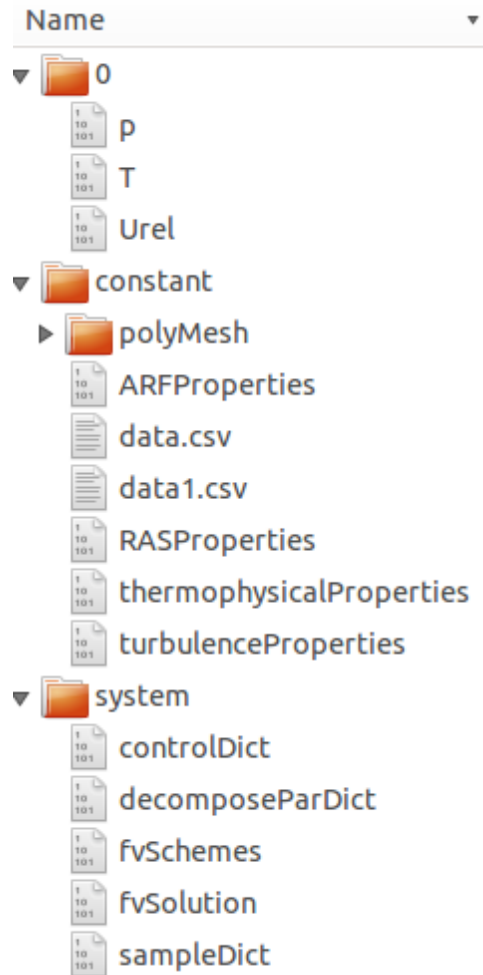 Name
0
p
T
Urel
constant
polyMesh
ARFProperties
data.csv
data1.csv
RASProperties
thermophysicalProperties
turbulenceProperties
system
controlDict
decomposeParDict
fvSchemes
fvSolution
sampleDict